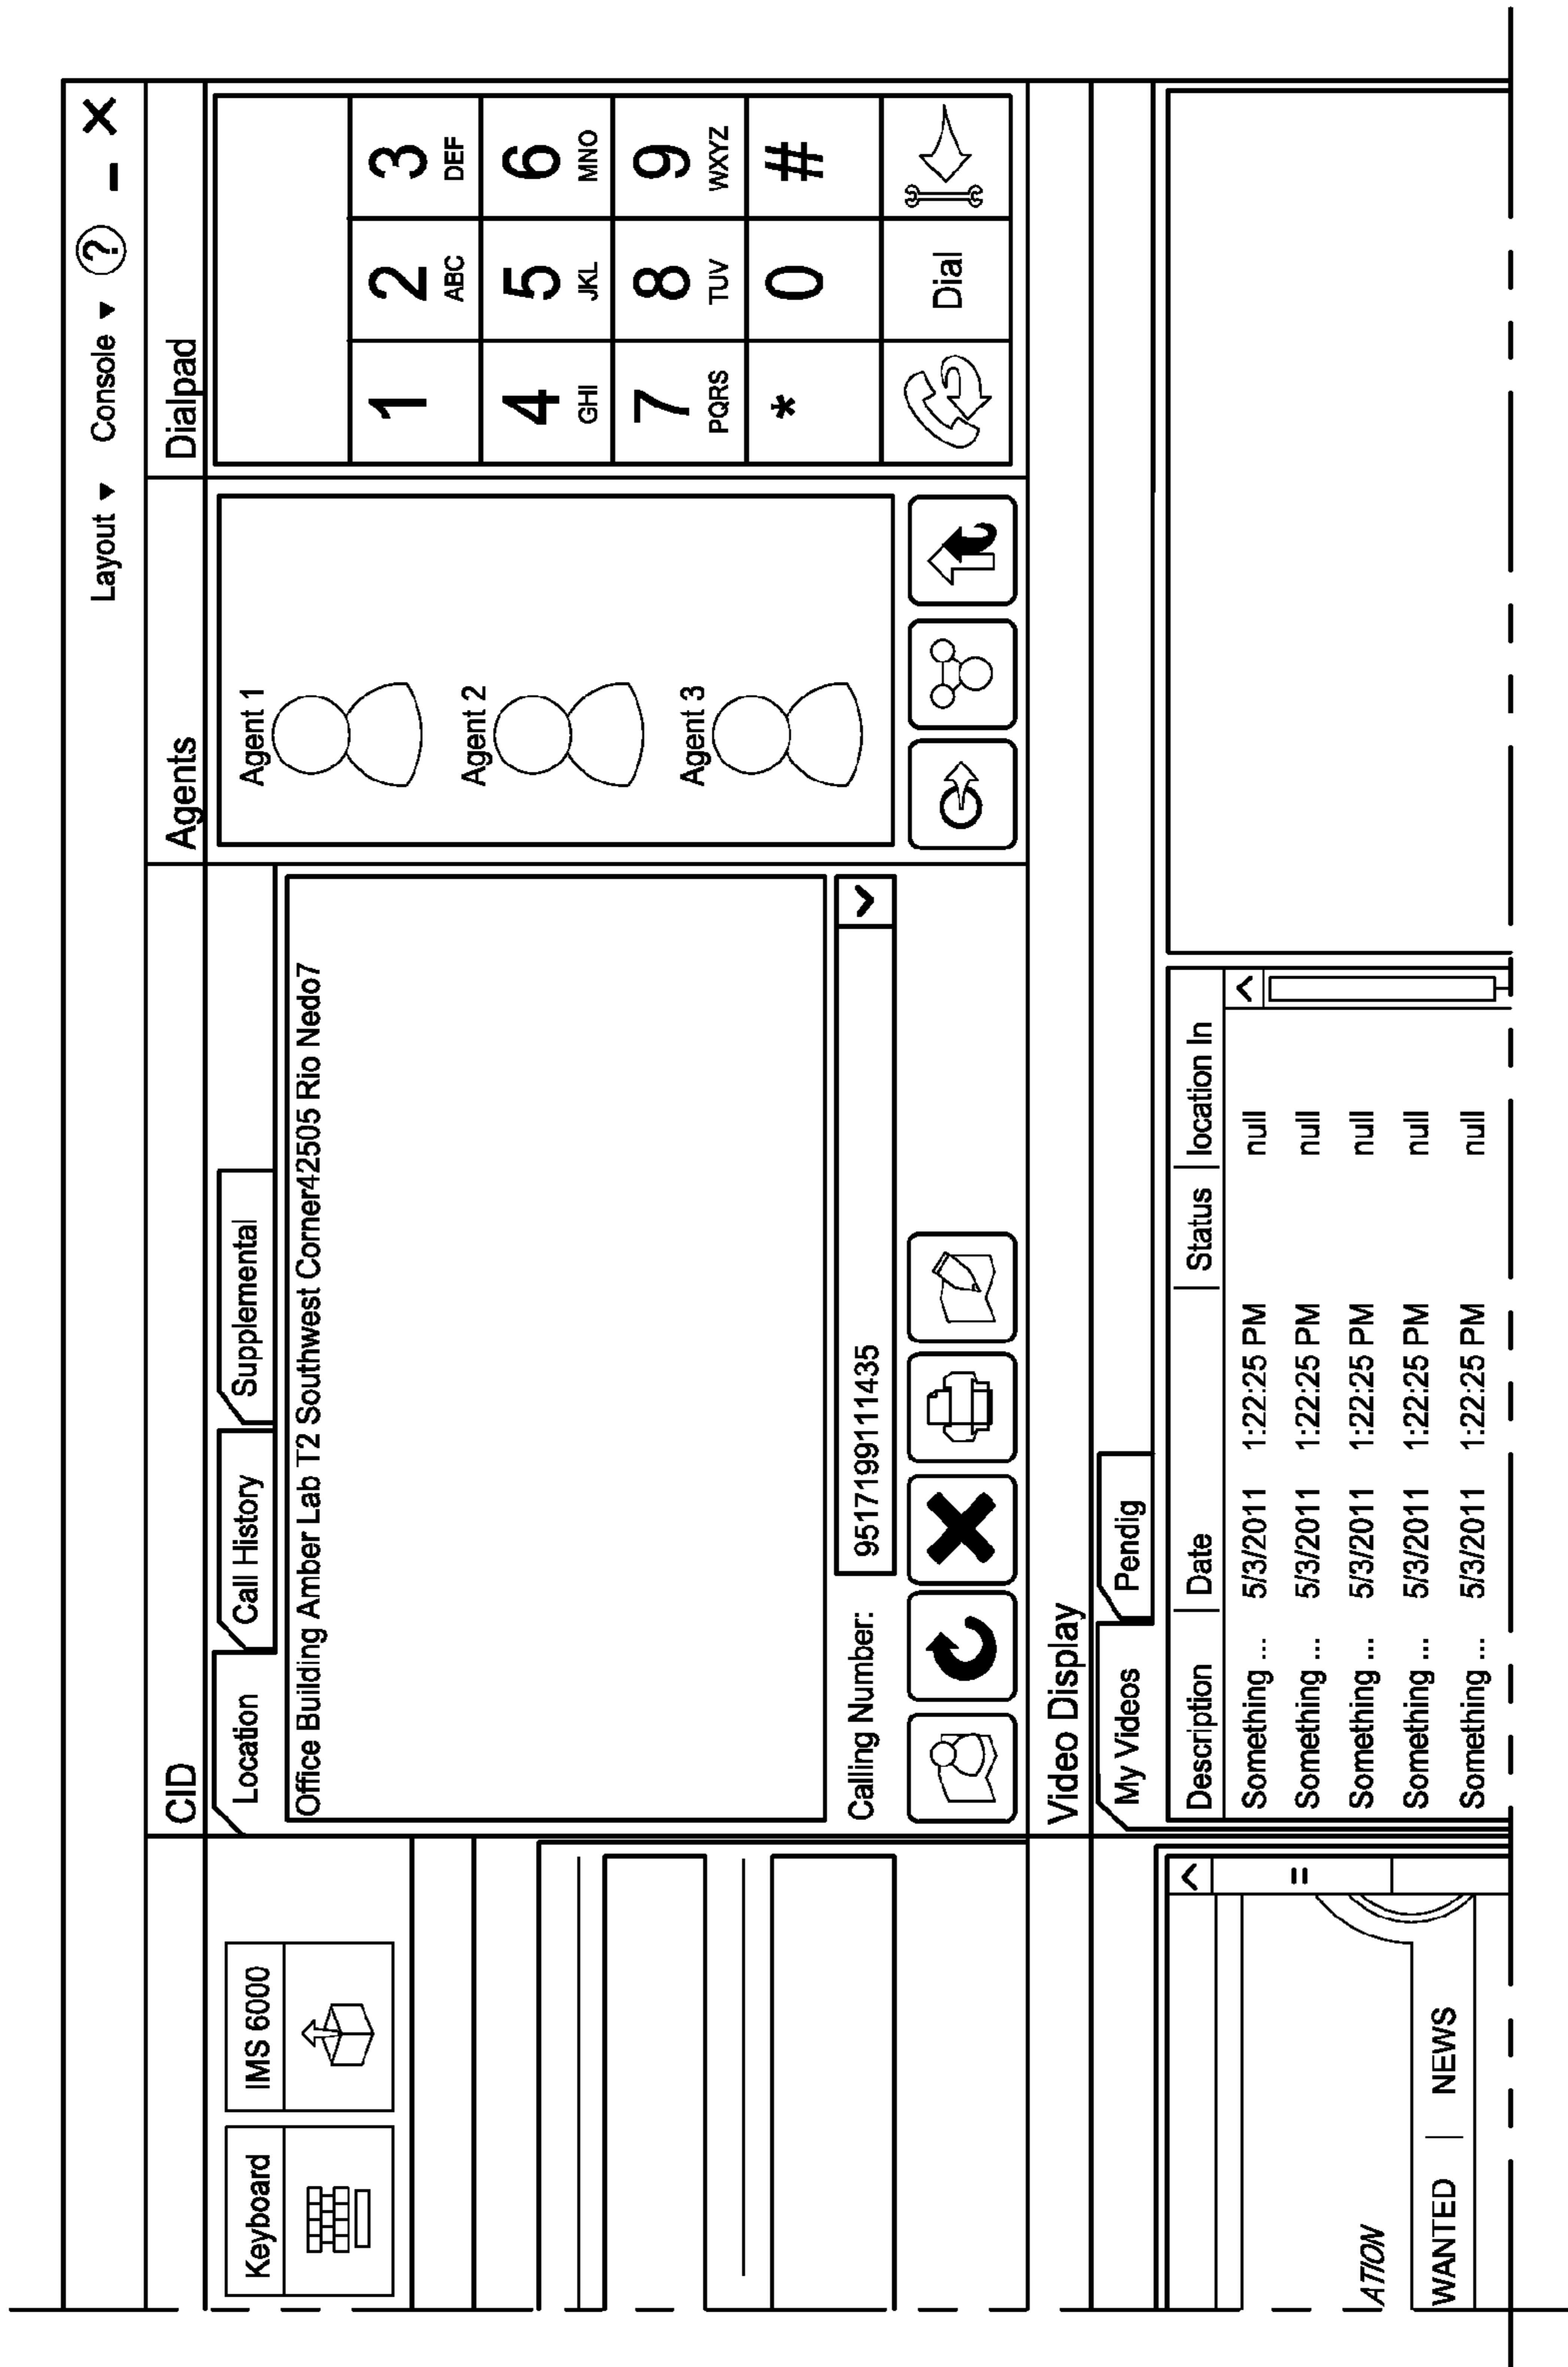 Layout Console ? – X
CID Agents Dialpad
Keyboard IMS 6000
Location Call History Supplemental
Office Building Amber Lab T2 Southwest Corner42505 Rio Nedo7
Calling Number: 951719911435
Agent 1
Agent 2
Agent 3
1 2 ABC 3 DEF
4 GHI 5 JKL 6 MNO
7 PQRS 8 TUV 9 WXYZ
* 0 #
Dial
Video Display
My Videos Pendig
Description Date Status location In
Something ... 5/3/2011 1:22:25 PM null
Something ... 5/3/2011 1:22:25 PM null
Something ... 5/3/2011 1:22:25 PM null
Something ... 5/3/2011 1:22:25 PM null
Something ... 5/3/2011 1:22:25 PM null
ATION
WANTED | NEWS